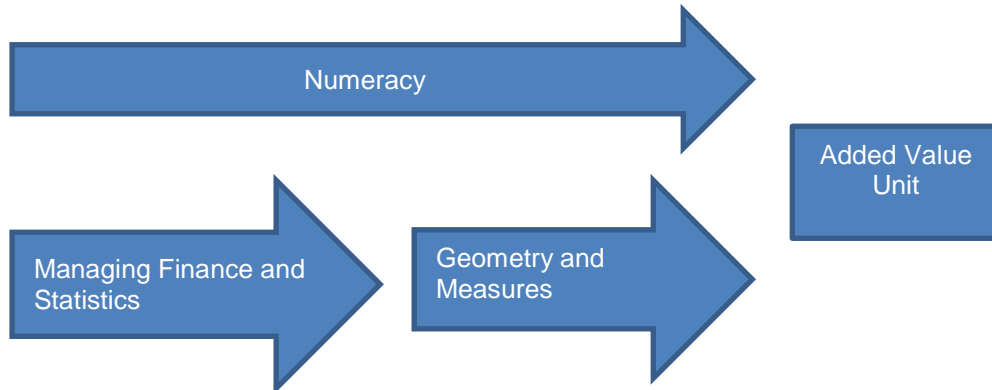 Numeracy
Added Value
Unit
Managing Finance and
Statistics
Geometry and
Measures